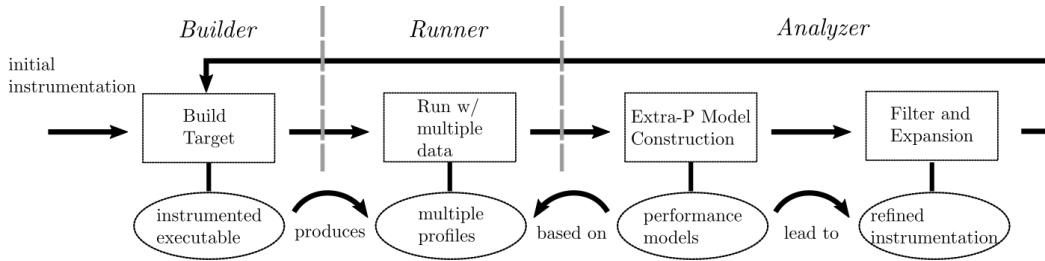 Builder
Runner
Analyzer
initial
instrumentation
Build
Target
Run w/
multiple
data
Extra-P Model
Construction
Filter and
Expansion
instrumented
executable
produces
multiple
profiles
based on
performance
models
lead to
refined
instrumentation